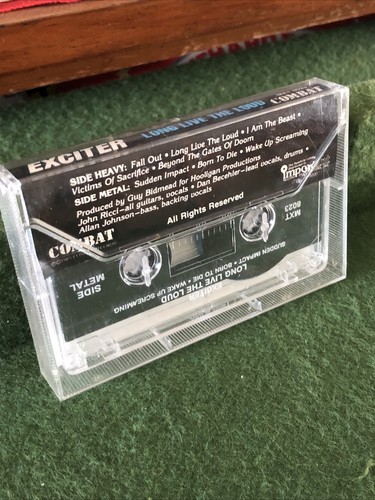 EXCITER LONG LIVE THE LOUD COMBAT
SIDE HEAVY: Fall Out • Long Live The Loud • I Am The Beast •
Victims Of Sacrifice • Beyond The Gates Of Doom
SIDE METAL: Sudden Impact • Born To Die • Wake Up Screaming
Produced by Guy Bidmead for Hooligan Productions
John Ricci—all guitars, vocals • Dan Beehler—lead vocals, drums •
Allan Johnson—bass, backing vocals
All Rights Reserved
COMBAT
MXT
8023
SIDE
METAL
Exciter
LONG LIVE THE LOUD
SUDDEN IMPACT • BORN TO DIE • WAKE UP SCREAMING